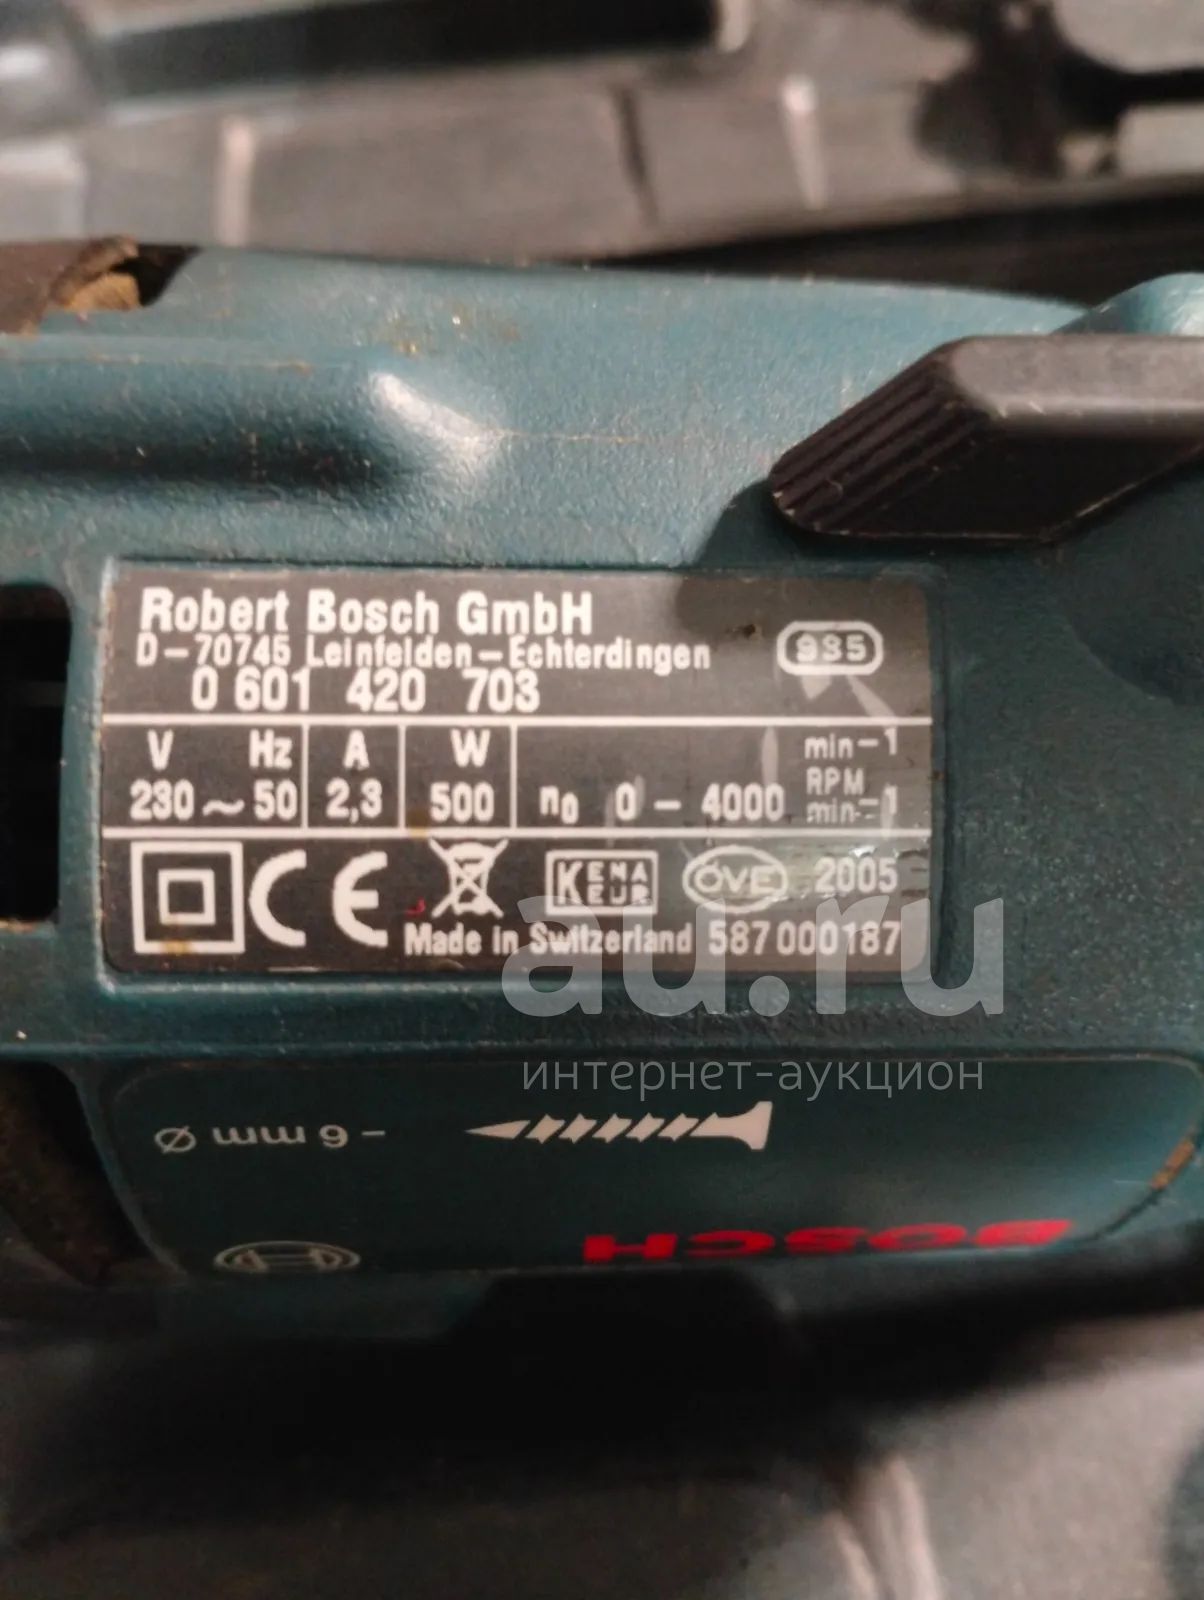 Robert Bosch GmbH
D-70745 Leinfelden-Echterdingen
935
0 601 420 703
V Hz A W min-1
RPM
230 ~ 50 2,3 500 n0 0 - 4000 min-1
CE KEMA EUR ÖVE 2005
Made in Switzerland 587000187
au.ru
интернет-аукцион
- 6 mm Ø
BOSCH